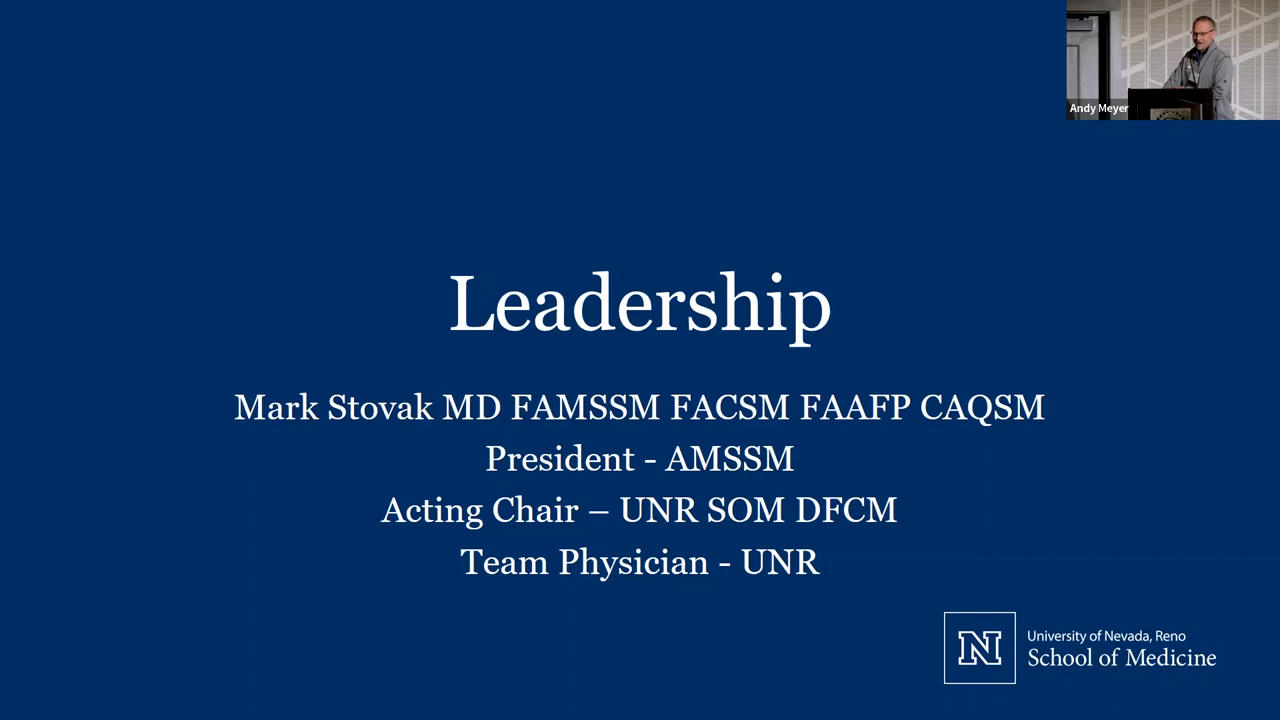 Andy Meyer
Leadership
Mark Stovak MD FAMSSM FACSM FAAFP CAQSM
President - AMSSM
Acting Chair – UNR SOM DFCM
Team Physician - UNR
N
University of Nevada, Reno
School of Medicine